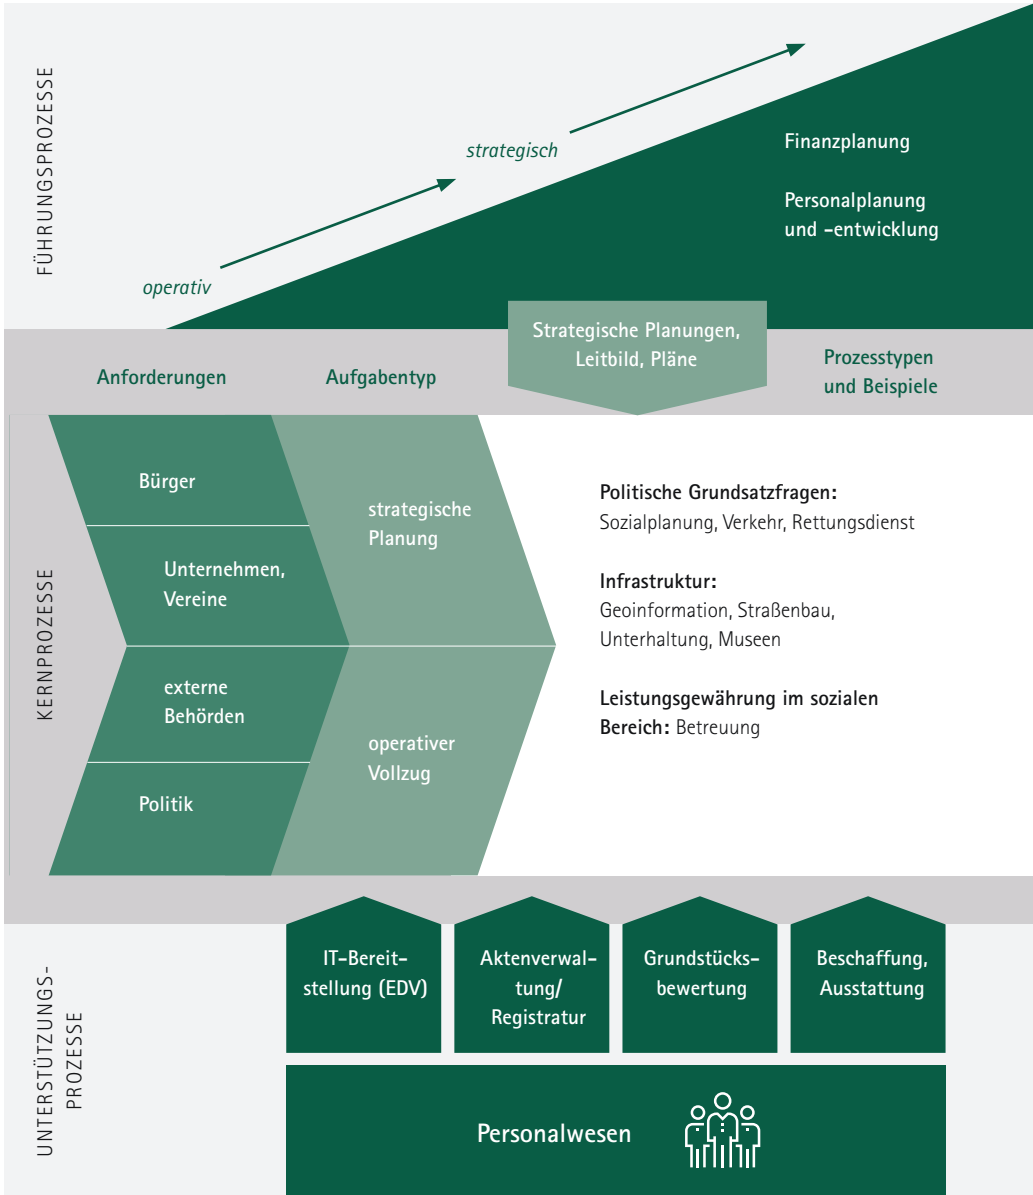 FÜHRUNGSPROZESSE
strategisch
operativ
Finanzplanung
Personalplanung
und -entwicklung
Anforderungen
Aufgabentyp
Strategische Planungen,
Leitbild, Pläne
Prozesstypen
und Beispiele
KERNPROZESSE
Bürger
Unternehmen,
Vereine
externe
Behörden
Politik
strategische
Planung
operativer
Vollzug
Politische Grundsatzfragen:
Sozialplanung, Verkehr, Rettungsdienst
Infrastruktur:
Geoinformation, Straßenbau,
Unterhaltung, Museen
Leistungsgewährung im sozialen
Bereich: Betreuung
UNTERSTÜTZUNGS-
PROZESSE
IT-Bereit-
stellung (EDV)
Aktenverwal-
tung/
Registratur
Grundstücks-
bewertung
Beschaffung,
Ausstattung
Personalwesen